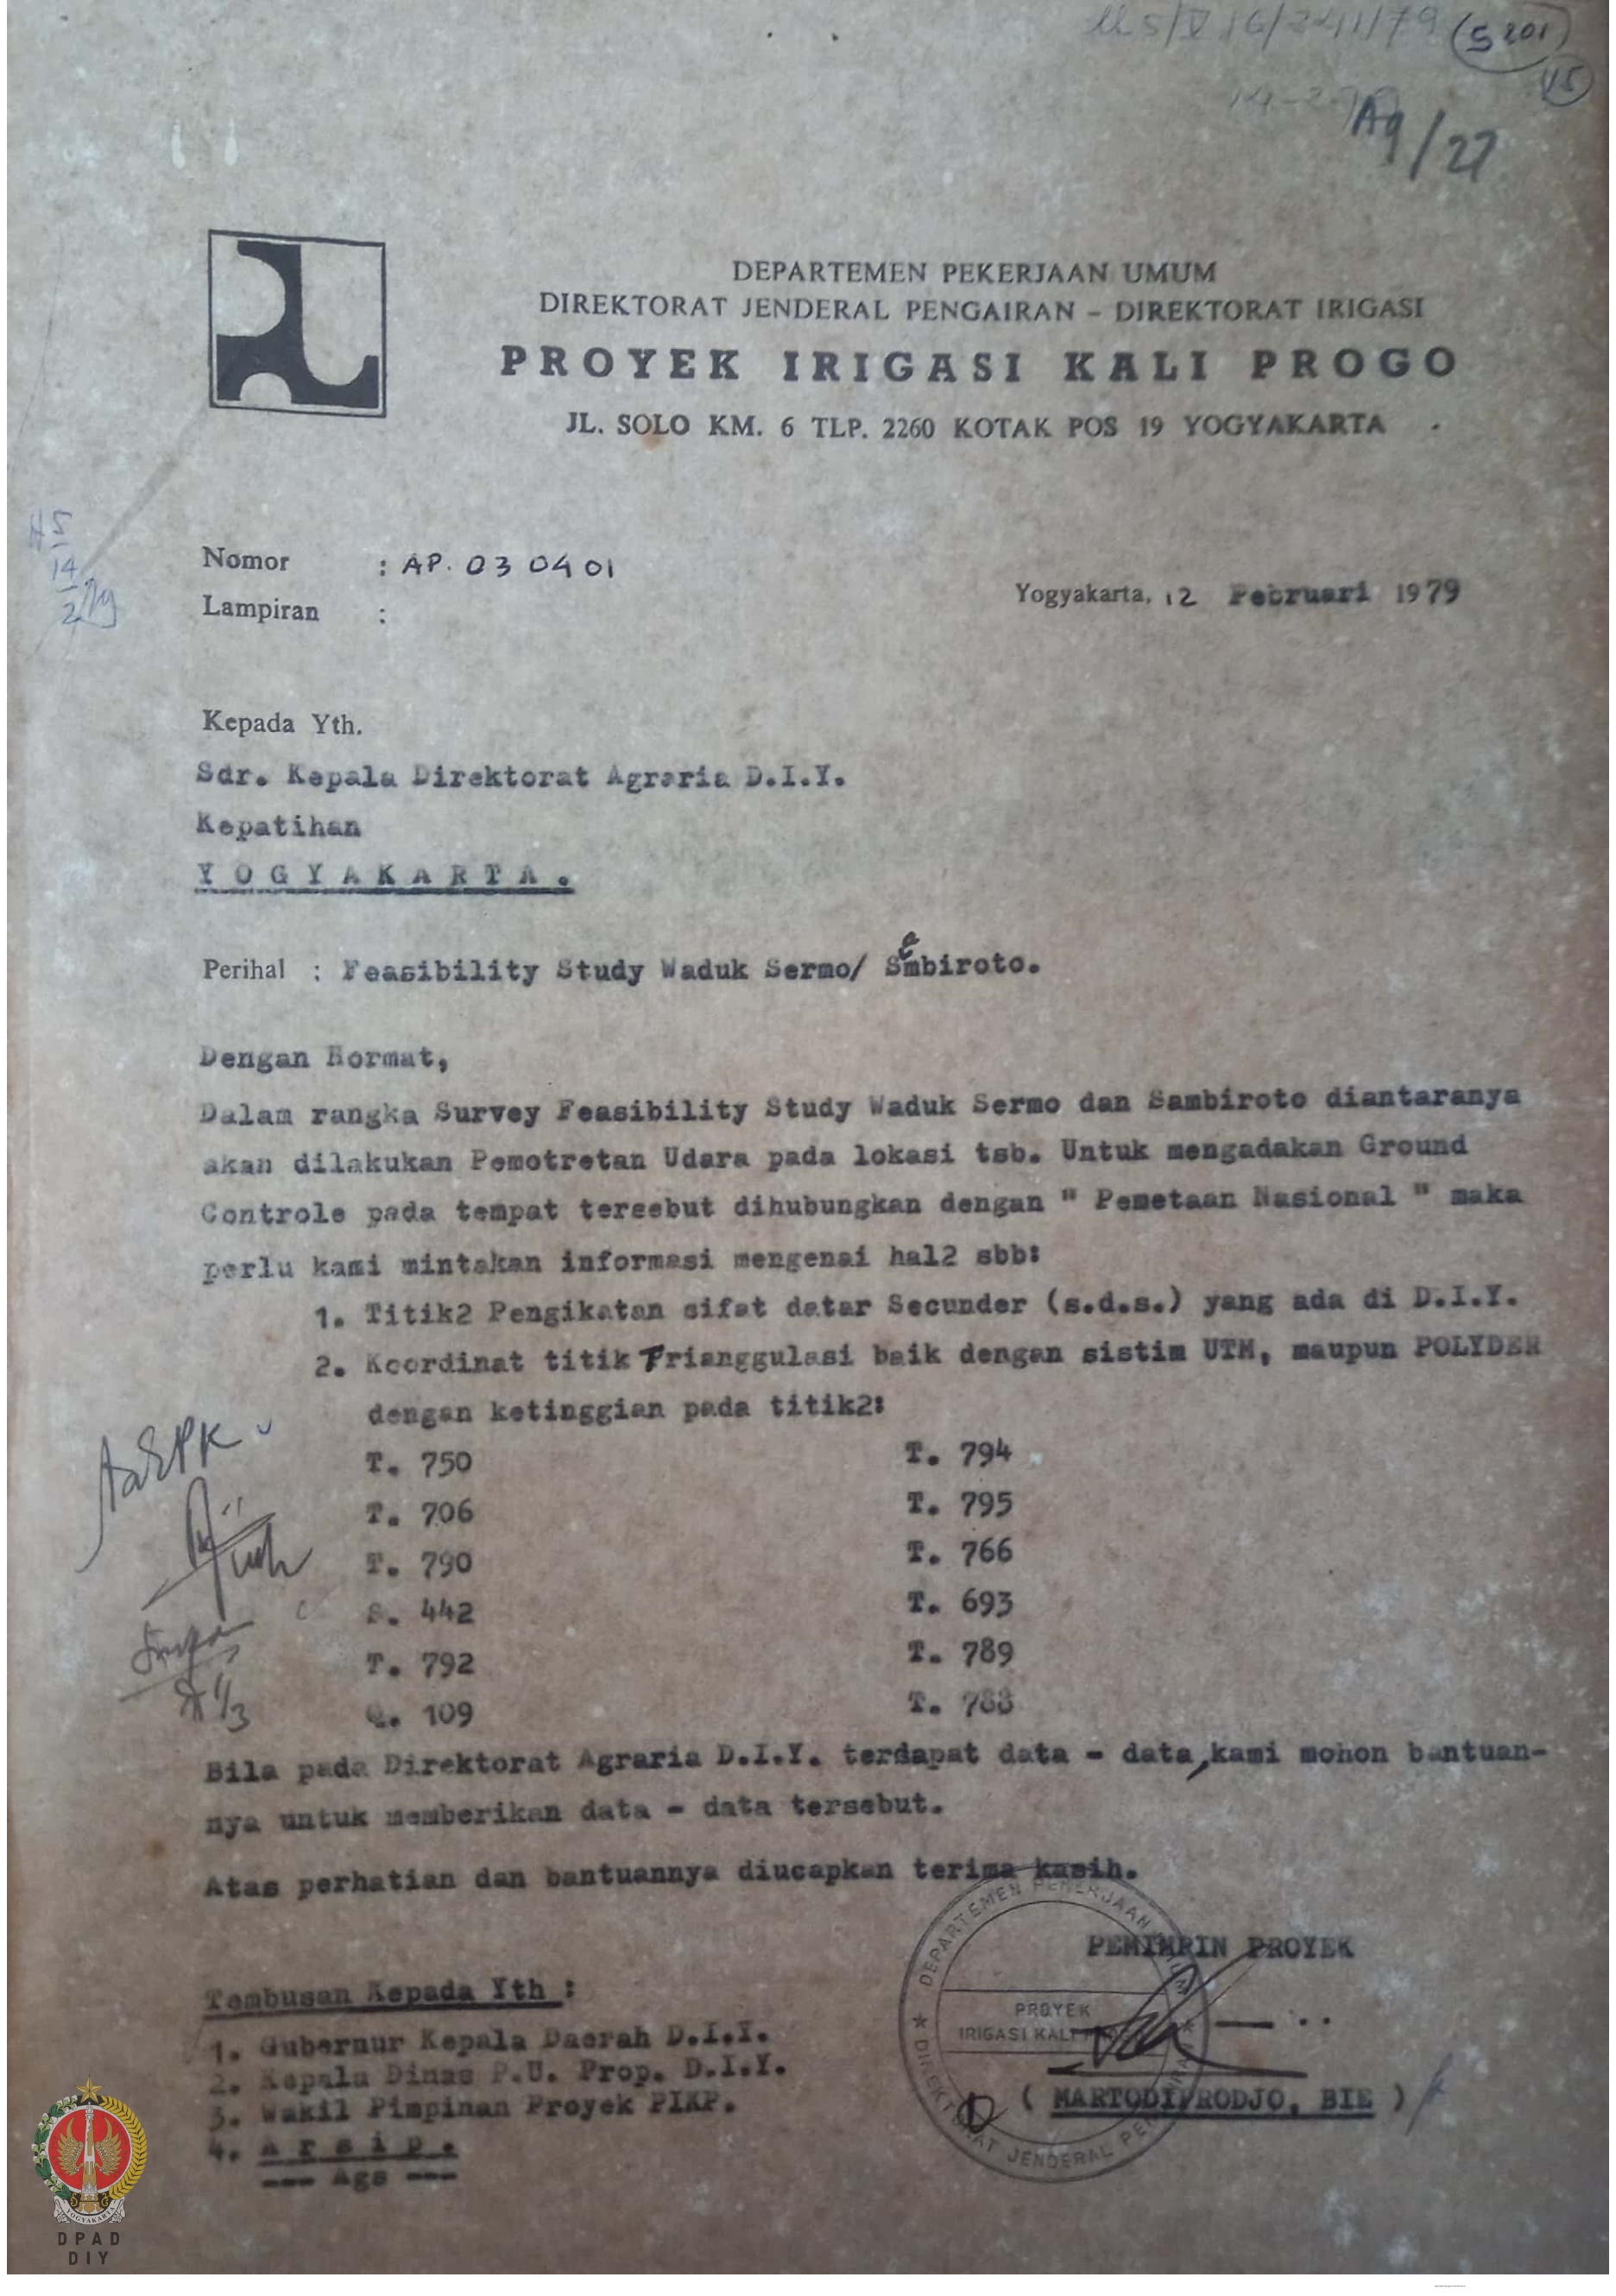 S 201
15
Ag/27
DEPARTEMEN PEKERJAAN UMUM
DIREKTORAT JENDERAL PENGAIRAN - DIREKTORAT IRIGASI
PROYEK IRIGASI KALI PROGO
JL. SOLO KM. 6 TLP. 2260 KOTAK POS 19 YOGYAKARTA
Nomor : AP. 03 04 01
Yogyakarta, 12 Pebruari 1979
Lampiran :
Kepada Yth.
Sdr. Kepala Direktorat Agraria D.I.Y.
Kepatihan
Y O G Y A K A R T A .
Perihal : Feasibility Study Waduk Sermo/ Sambiroto.
Dengan Hormat,
Dalam rangka Survey Feasibility Study Waduk Sermo dan Sambiroto diantaranya
akan dilakukan Pemotretan Udara pada lokasi tsb. Untuk mengadakan Ground
Controle pada tempat tersebut dihubungkan dengan " Pemetaan Nasional " maka
perlu kami mintakan informasi mengenai hal2 sbb:
1. Titik2 Pengikatan sifat datar Secunder (s.d.s.) yang ada di D.I.Y.
2. Koordinat titik Trianggulasi baik dengan sistim UTM, maupun POLYDER
dengan ketinggian pada titik2:
T. 750 T. 794
T. 706 T. 795
T. 790 T. 766
S. 442 T. 693
T. 792 T. 789
Q. 109 T. 788
Bila pada Direktorat Agraria D.I.Y. terdapat data - data, kami mohon bantuan-
nya untuk memberikan data - data tersebut.
Atas perhatian dan bantuannya diucapkan terima kasih.
PEMIMPIN PROYEK
DEPARTEMEN PEKERJAAN UMUM
PROYEK
IRIGASI KALI
DIREKTORAT JENDERAL PENGAIRAN
( MARTODIPRODJO, BIE )
Tembusan Kepada Yth :
1. Gubernur Kepala Daerah D.I.Y.
2. Kepala Dinas P.U. Prop. D.I.Y.
3. Wakil Pimpinan Proyek PIKP.
4. A r s i p .
--- Ags ---
YOGYAKARTA
DPAD
DIY